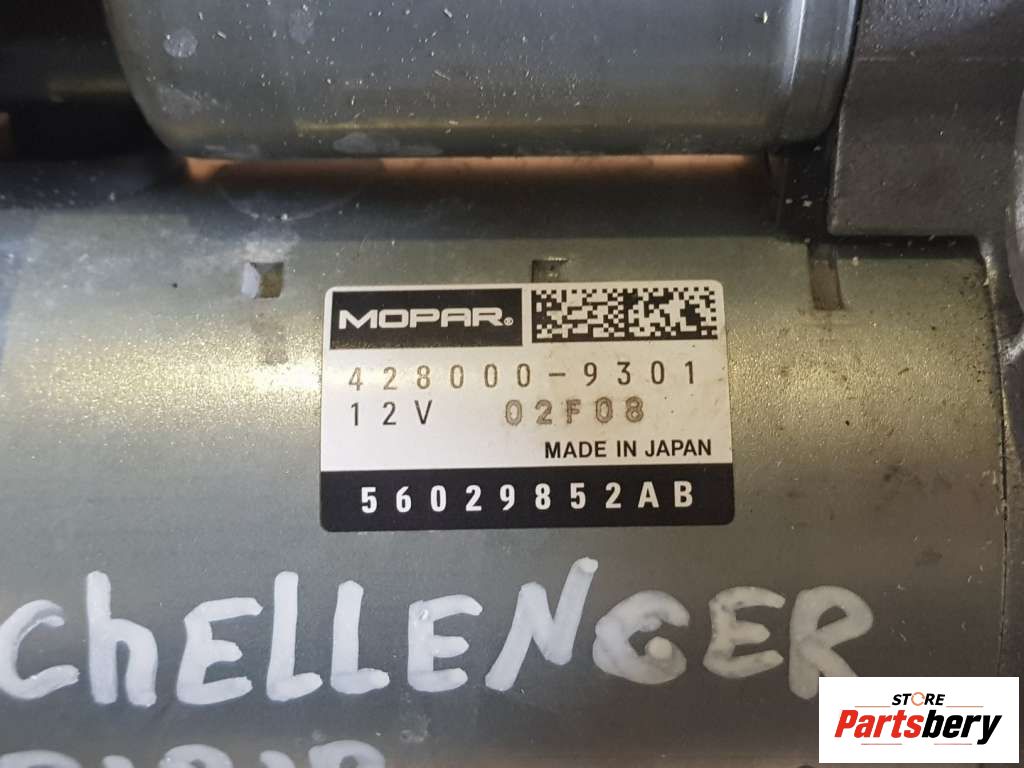 MOPAR®
428000-9301
12V 02F08
MADE IN JAPAN
56029852AB
ChELLENGER
STORE
Partsbery